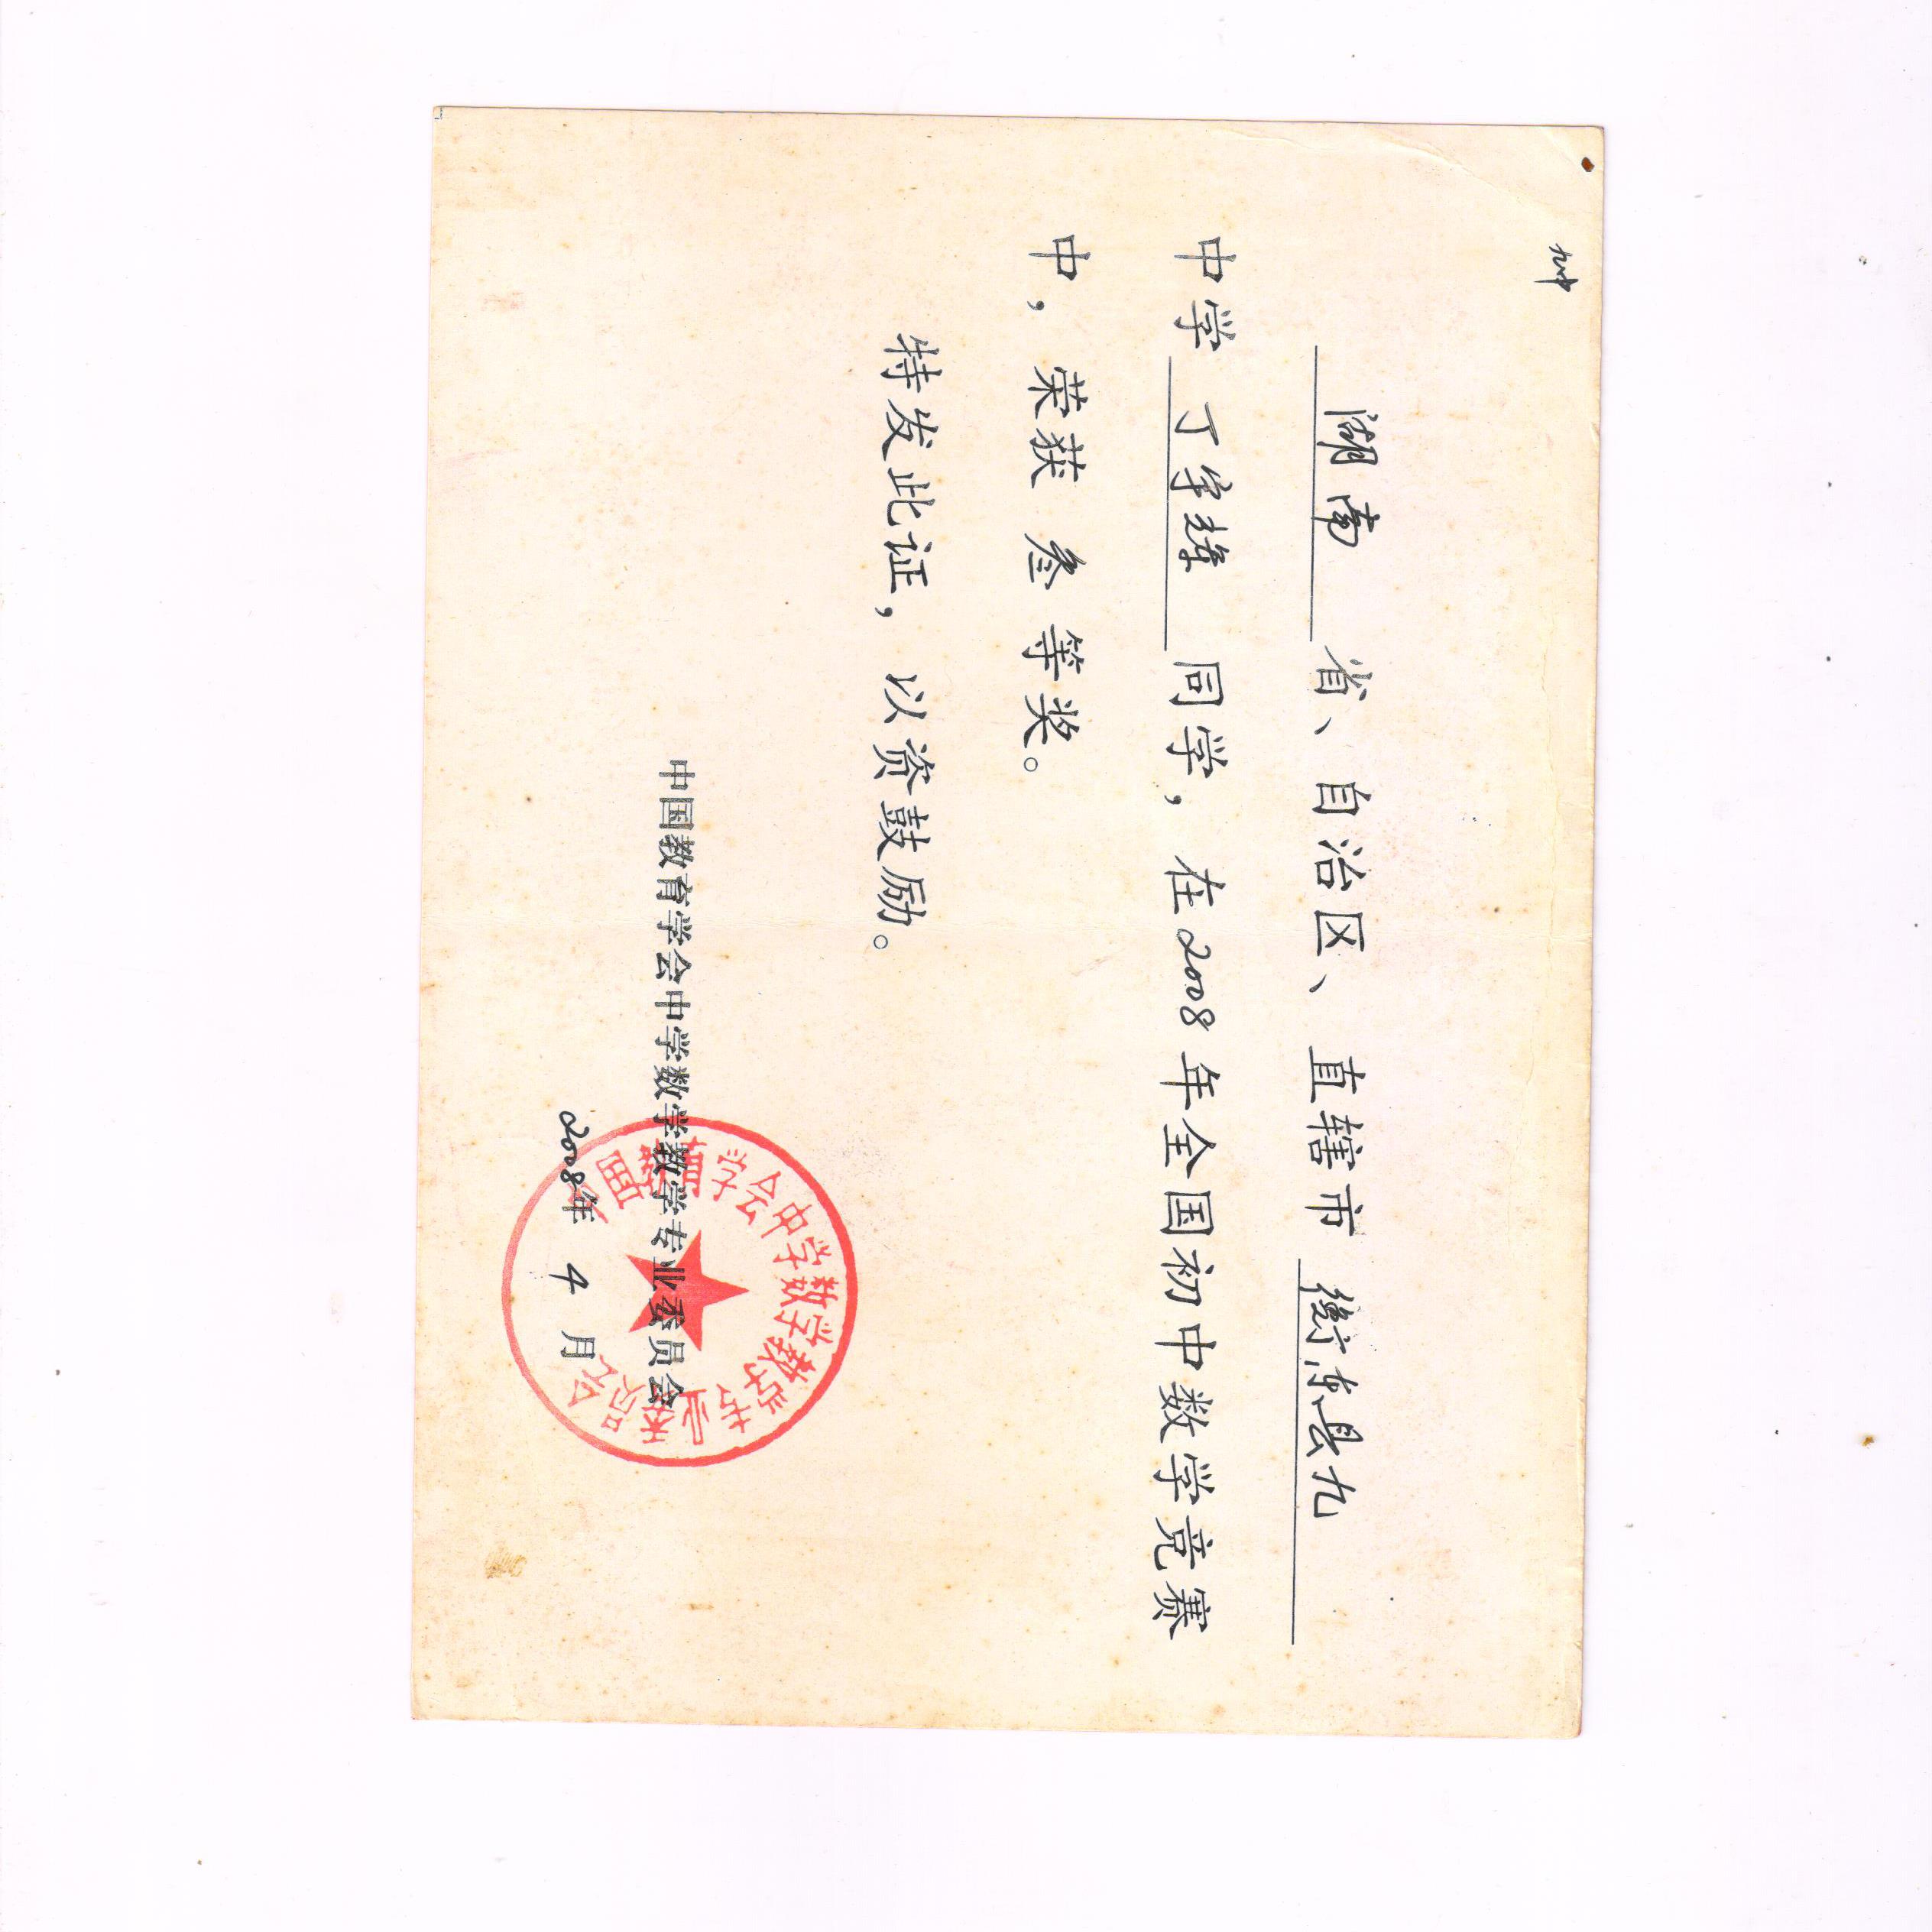 九中
湖南 省、自治区、直辖市 衡东县九
中学 丁字 同学，在2008年全国初中数学竞赛
中，荣获 叁 等奖。
特发此证，以资鼓励。
中国教育学会中学数学教学专业委员会
2008年 4 月
中国教育学会中学数学教学专业委员会